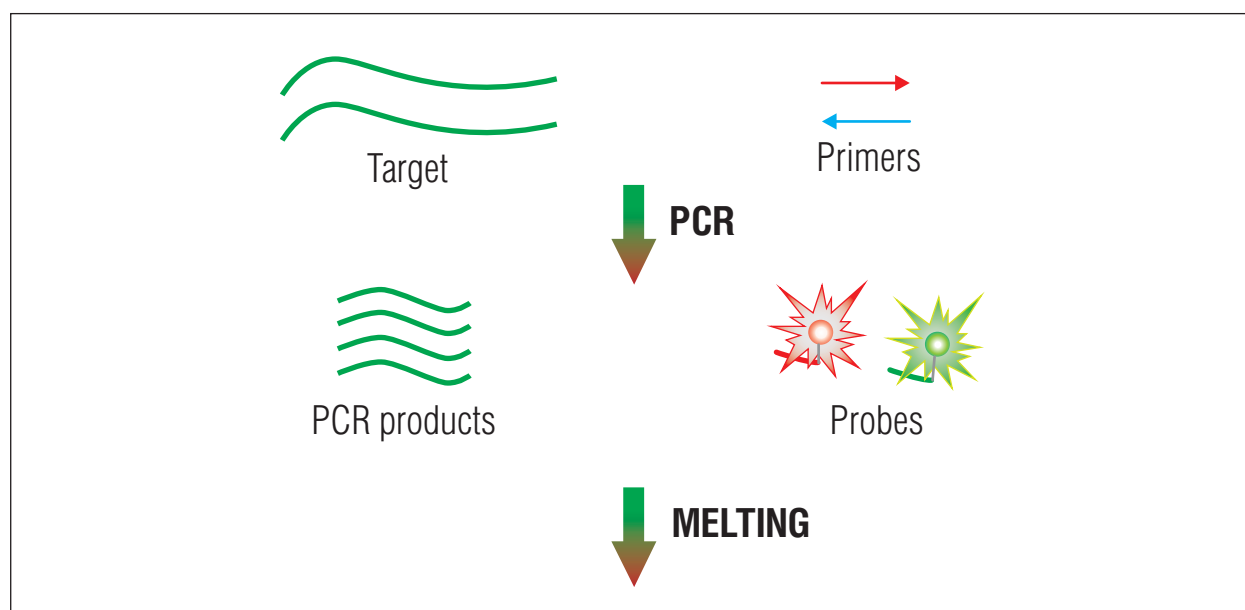 Target
Primers
PCR
PCR products
Probes
MELTING